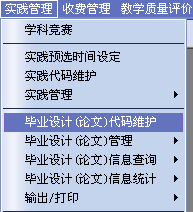 实践管理 收费管理 教学质量评价
学科竞赛
实践预选时间设定
实践代码维护
实践管理
毕业设计(论文)代码维护
毕业设计(论文)管理
毕业设计(论文)信息查询
毕业设计(论文)信息统计
输出/打印